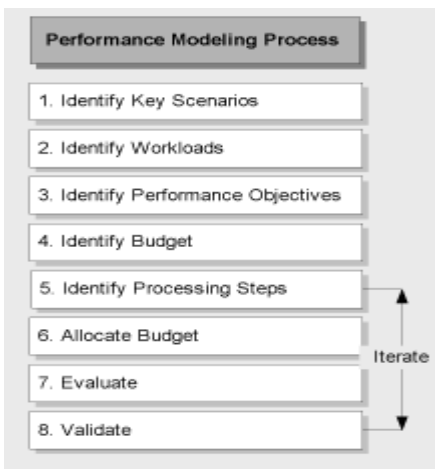 Performance Modeling Process
1. Identify Key Scenarios
2. Identify Workloads
3. Identify Performance Objectives
4. Identify Budget
5. Identify Processing Steps
6. Allocate Budget
Iterate
7. Evaluate
8. Validate